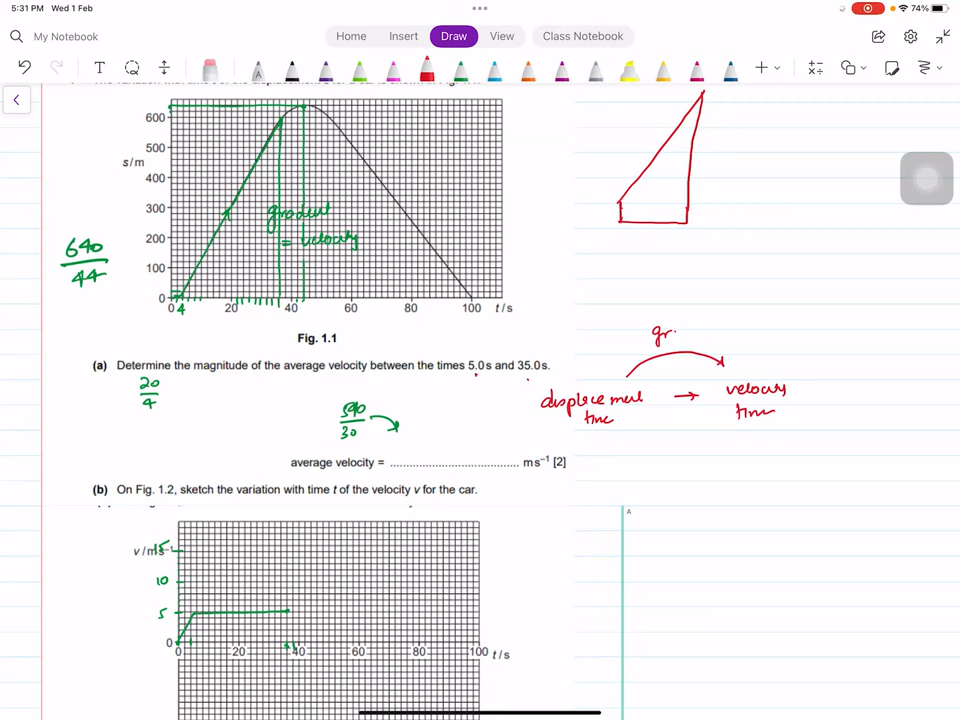 5:31 PM Wed 1 Feb
74%
My Notebook
Home Insert Draw View Class Notebook
600
500
s/m
400
300
200
100
0
0 4 20 40 60 80 100 t/s
gradient
= velocity
640
44
Fig. 1.1
(a) Determine the magnitude of the average velocity between the times 5.0 s and 35.0 s.
20
4
590
30
gr.
displacement
time
→ velocity
time
average velocity = ........................................ m s⁻¹ [2]
(b) On Fig. 1.2, sketch the variation with time t of the velocity v for the car.
A
v/m s⁻¹
15
10
5
0
0 20 40 60 80 100 t/s